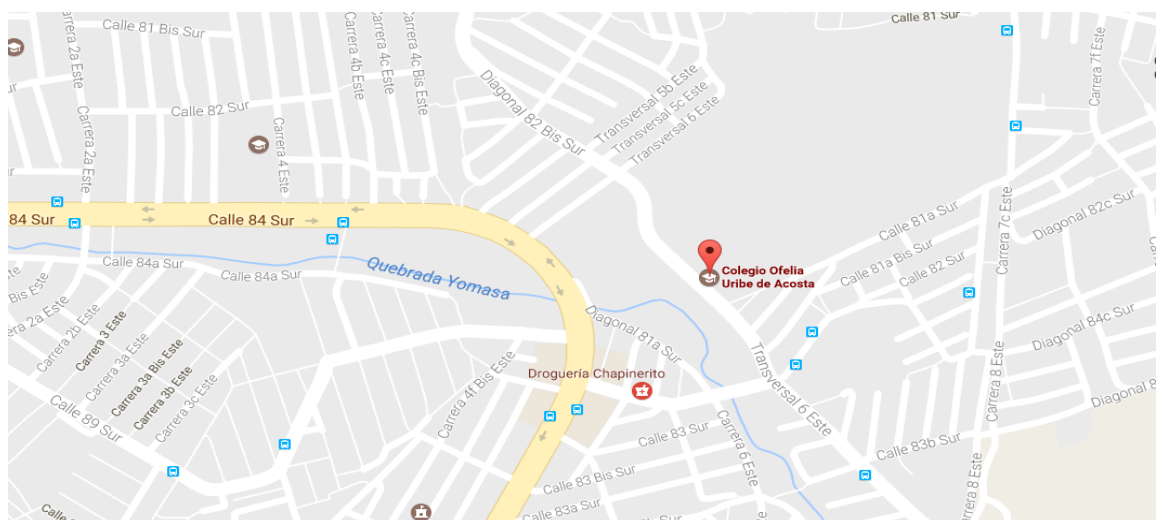 Calle 81 Sur
Calle 81 Bis Sur
Carrera 2a Este
Carrera 4b Este
Carrera 4c Este
Carrera 4c Bis Este
Carrera 7f Este
Diagonal 82 Bis Sur
Transversal 5b Este
Transversal 5c Este
Transversal 6 Este
Calle 82 Sur
Carrera 2a Este
Carrera 4 Este
84 Sur
Calle 84 Sur
Carrera 7c Este
Calle 81a Sur
Diagonal 82c Sur
Calle 84a Sur
Calle 84a Sur
Quebrada Yomasa
Colegio Ofelia
Uribe de Acosta
Calle 81a Bis Sur
Calle 82 Sur
Bis Este
Carrera 2a Este
Carrera 2b Este
Carrera 3 Este
Carrera 3a Este
Carrera 3a Bis Este
Carrera 3b Este
Carrera 3c Este
Diagonal 81a Sur
Diagonal 84c Sur
Droguería Chapinerito
Carrera 4f Bis Este
Transversal 6 Este
Carrera 8 Este
Diagonal 8
Calle 89 Sur
Calle 83 Sur
Carrera 6 Este
Calle 83b Sur
Calle 83 Bis Sur
Calle 83a Sur
Carrera 8 Este